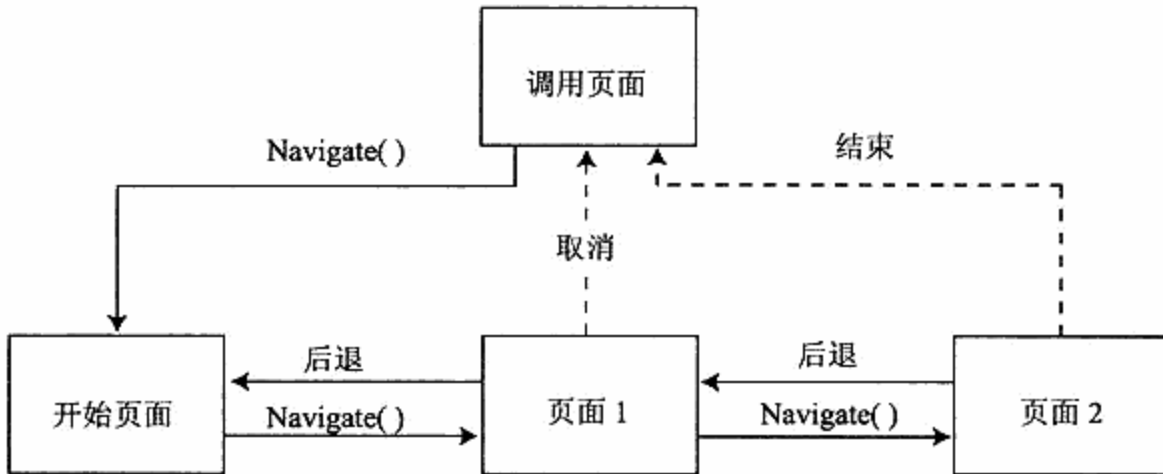 调用页面
Navigate( )
结束
取消
后退
后退
开始页面
Navigate( )
页面 1
Navigate( )
页面 2